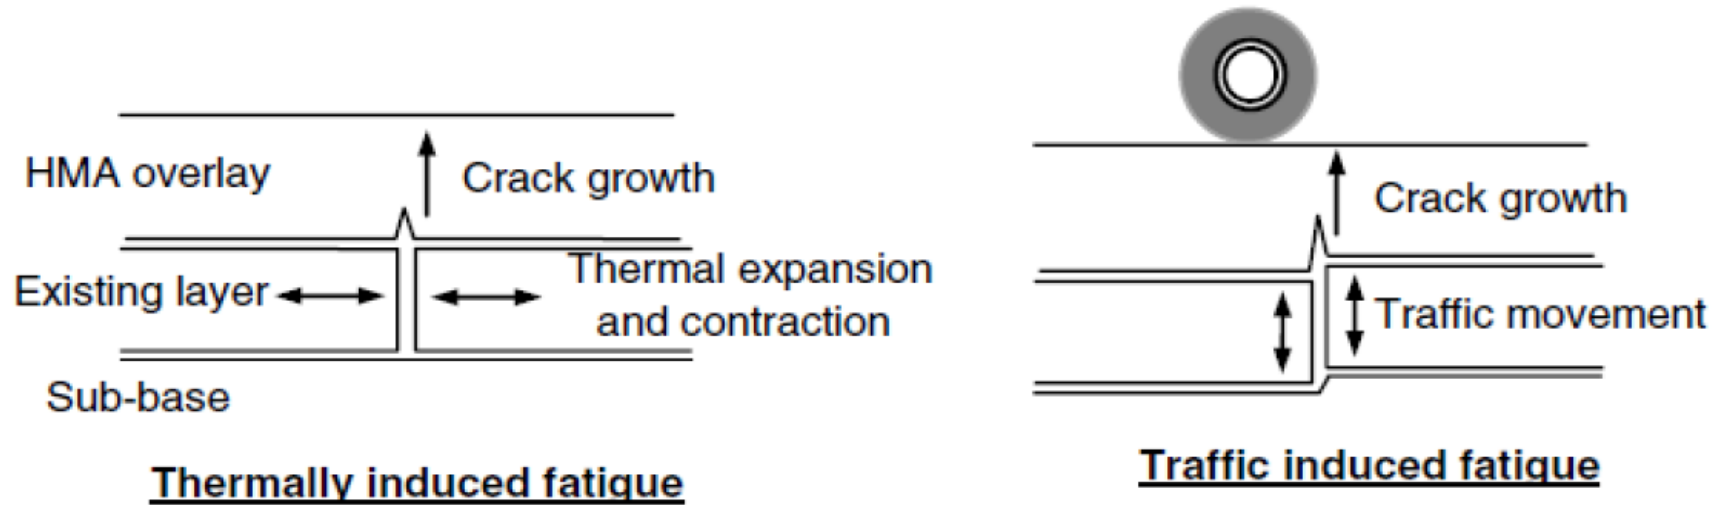 HMA overlay
Crack growth
Existing layer
Thermal expansion
and contraction
Sub-base
Thermally induced fatigue
Crack growth
Traffic movement
Traffic induced fatigue